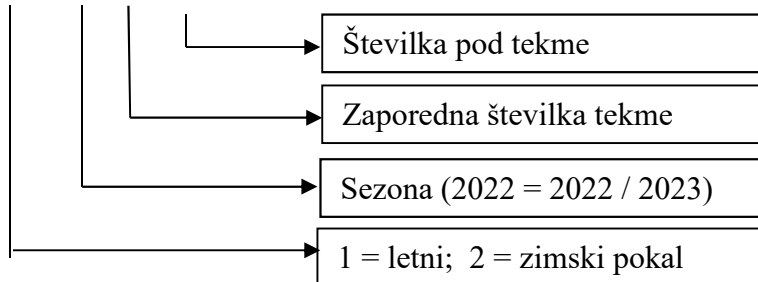 Številka pod tekme
Zaporedna številka tekme
Sezona (2022 = 2022 / 2023)
1 = letni;  2 = zimski pokal